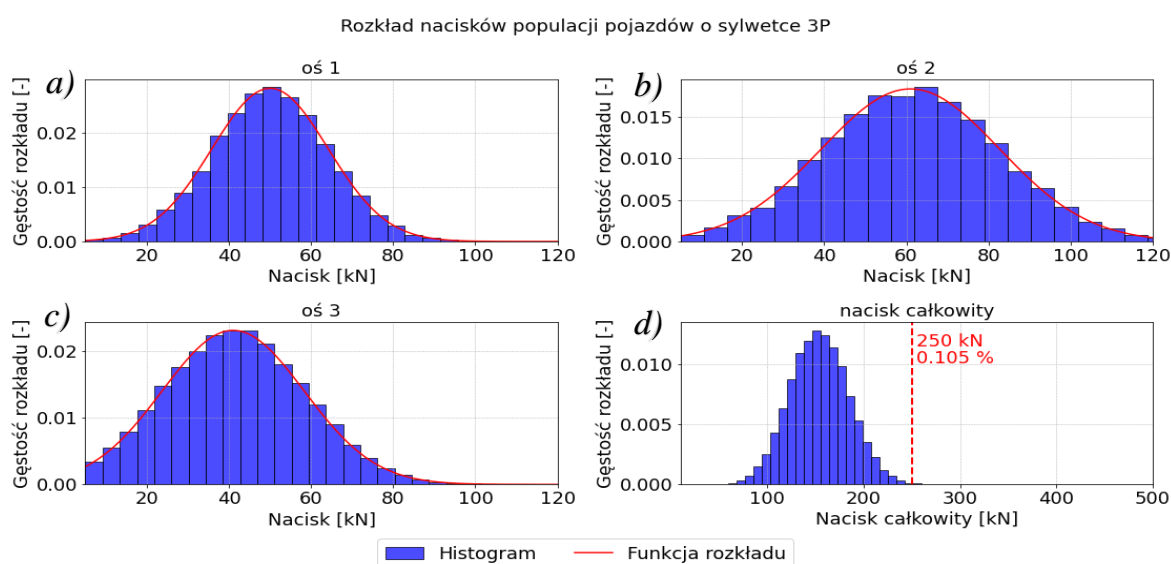 Rozkład nacisków populacji pojazdów o sylwetce 3P
a)
oś 1
Gęstość rozkładu [-]
0.02
0.01
0.00
20 40 60 80 100 120
Nacisk [kN]
b)
oś 2
Gęstość rozkładu [-]
0.015
0.010
0.005
0.000
20 40 60 80 100 120
Nacisk [kN]
c)
oś 3
Gęstość rozkładu [-]
0.02
0.01
0.00
20 40 60 80 100 120
Nacisk [kN]
d)
nacisk całkowity
Gęstość rozkładu [-]
0.010
0.005
0.000
250 kN
0.105 %
100 200 300 400 500
Nacisk całkowity [kN]
Histogram Funkcja rozkładu